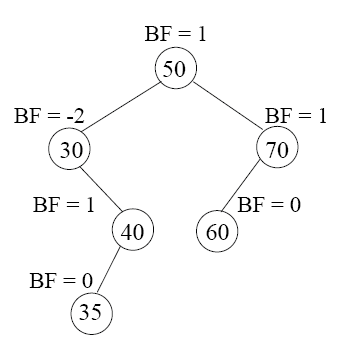 BF = 1
50
BF = -2
BF = 1
30
70
BF = 1
BF = 0
40
60
BF = 0
35